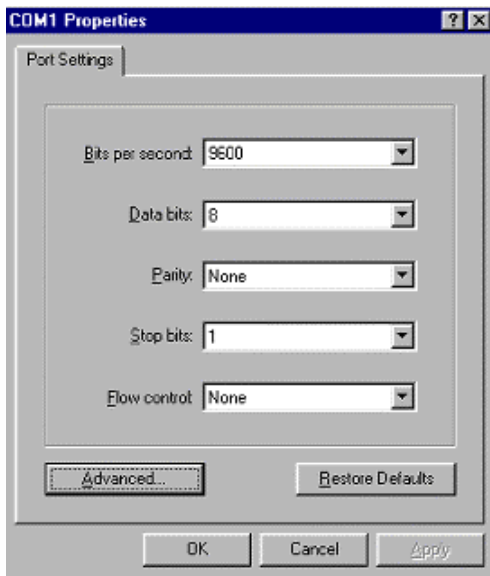 COM1 Properties
Port Settings
Bits per second: 9600
Data bits: 8
Parity: None
Stop bits: 1
Flow control: None
Advanced...
Restore Defaults
OK
Cancel
Apply